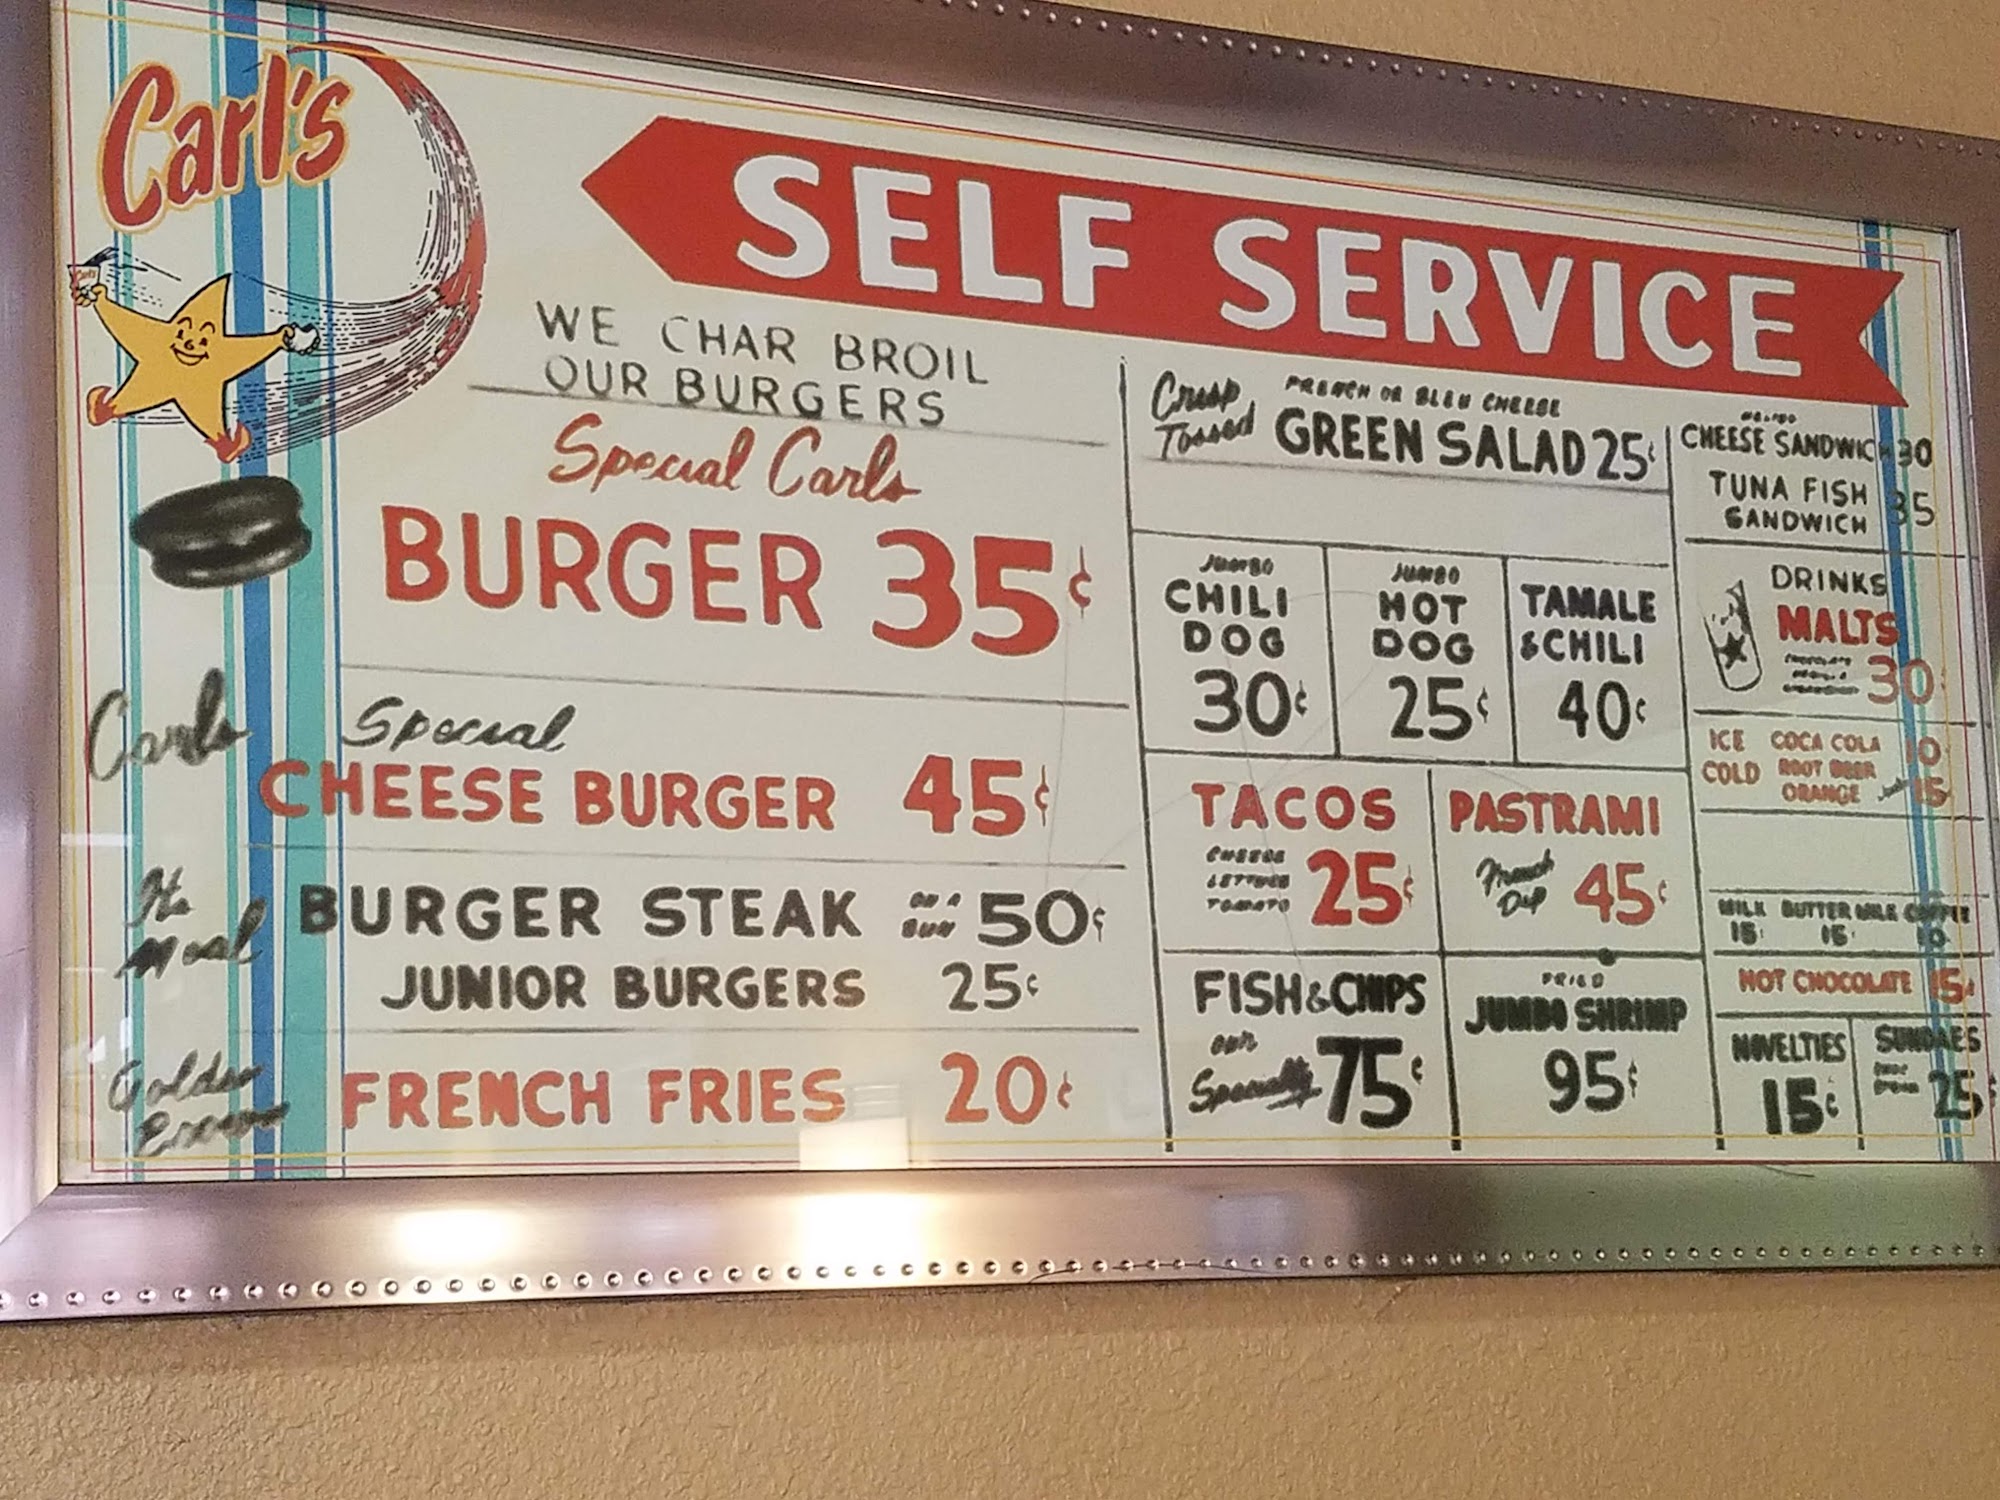 Carl's
SELF SERVICE
WE CHAR BROIL
OUR BURGERS
Special Carls
BURGER 35¢
Carls Special
CHEESE BURGER 45¢
BURGER STEAK ON A BUN 50¢
JUNIOR BURGERS 25¢
Golden
FRENCH FRIES 20¢
Crisp Tossed
FRENCH OR BLEU CHEESE
GREEN SALAD 25¢
JUMBO
CHILI
DOG
30¢
JUMBO
HOT
DOG
25¢
TAMALE
& CHILI
40¢
TACOS
CHEESE
LETTUCE
TOMATO
25¢
PASTRAMI
French
Dip
45¢
FISH & CHIPS
our
Specialty
75¢
FRIED
JUMBO SHRIMP
95¢
CHEESE SANDWICH 30
TUNA FISH
SANDWICH 35
DRINKS
MALTS
CHOCOLATE
30¢
ICE COLD
COCA COLA 10
ROOT BEER
ORANGE 15
MILK 15¢
BUTTER MILK 15¢
COFFEE 10
HOT CHOCOLATE 15¢
NOVELTIES
15¢
SUNDAES
25¢